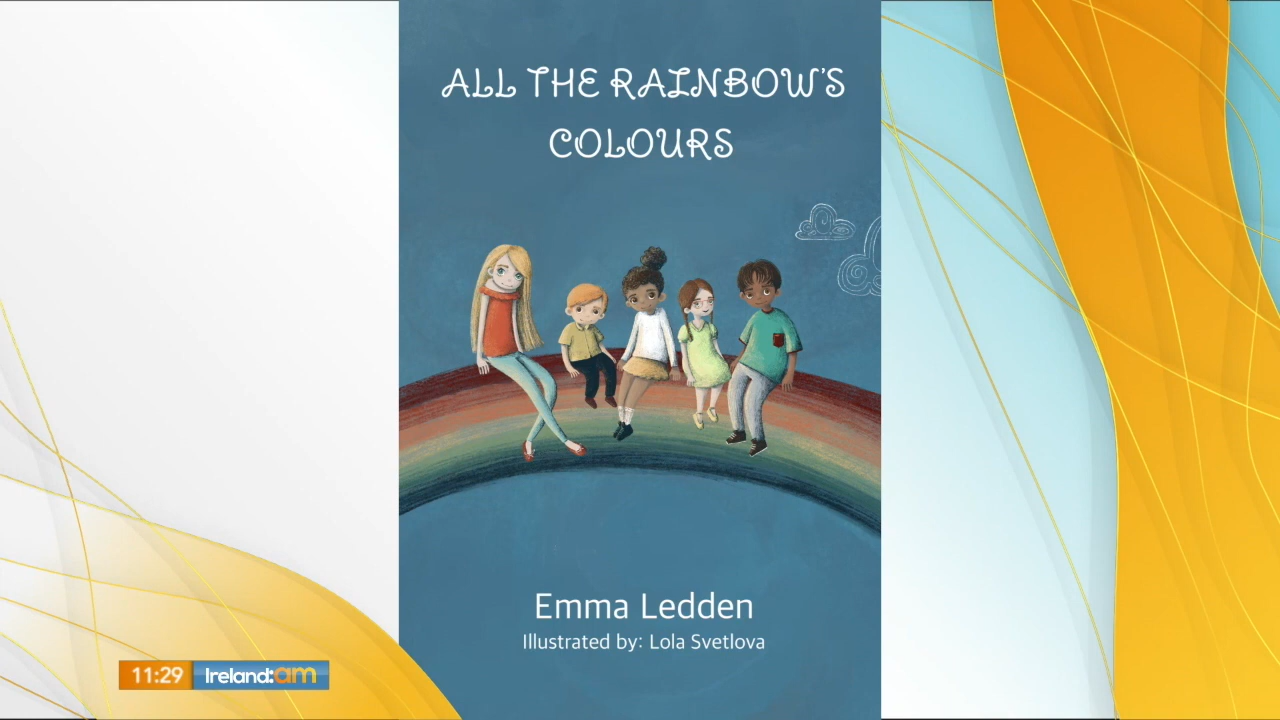 ALL THE RAINBOW'S
COLOURS
Emma Ledden
Illustrated by: Lola Svetlova
11:29 Ireland:am